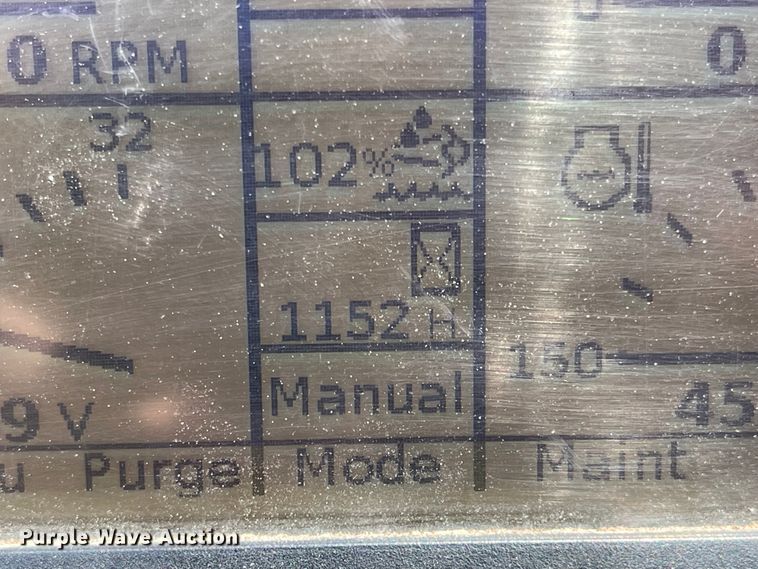 0 RPM
0
32
102%
1152 H
150
Manual
9 V
45
u Purge Mode Maint
Purple Wave Auction